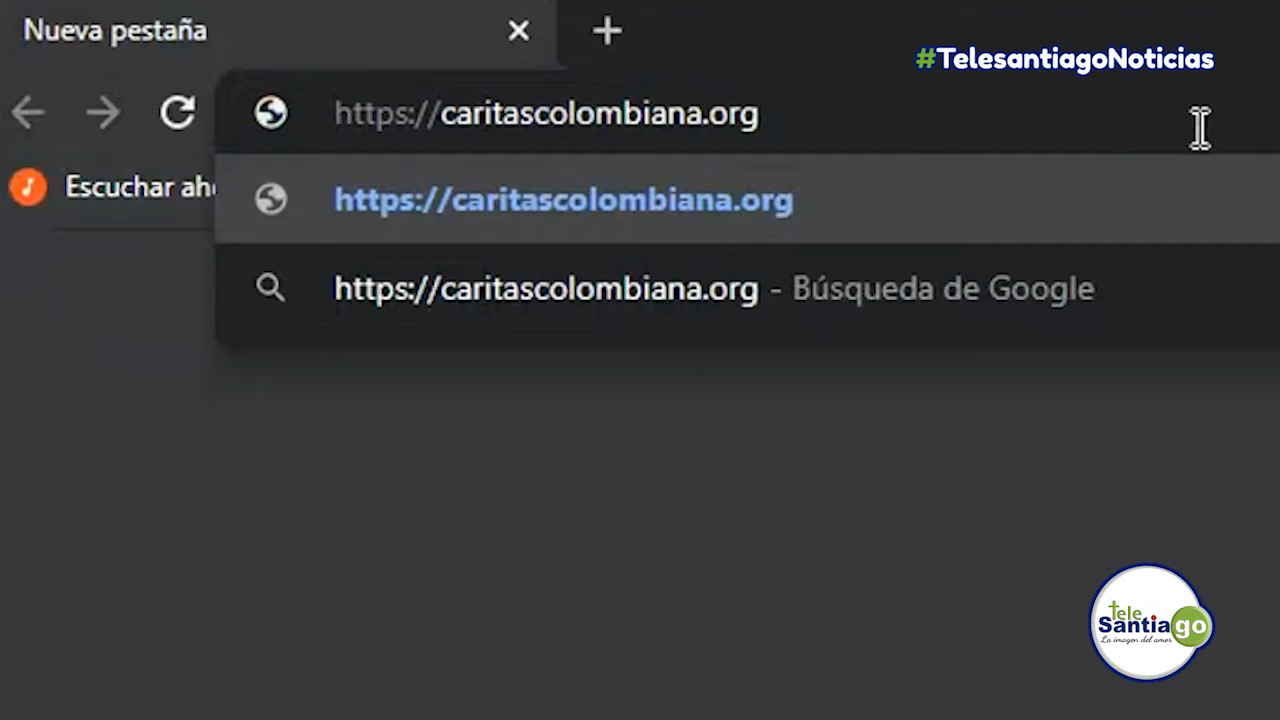 Nueva pestaña
#TelesantiagoNoticias
https://caritascolombiana.org
Escuchar aho
https://caritascolombiana.org
https://caritascolombiana.org - Búsqueda de Google
tele
Santiago
La imagen del amor